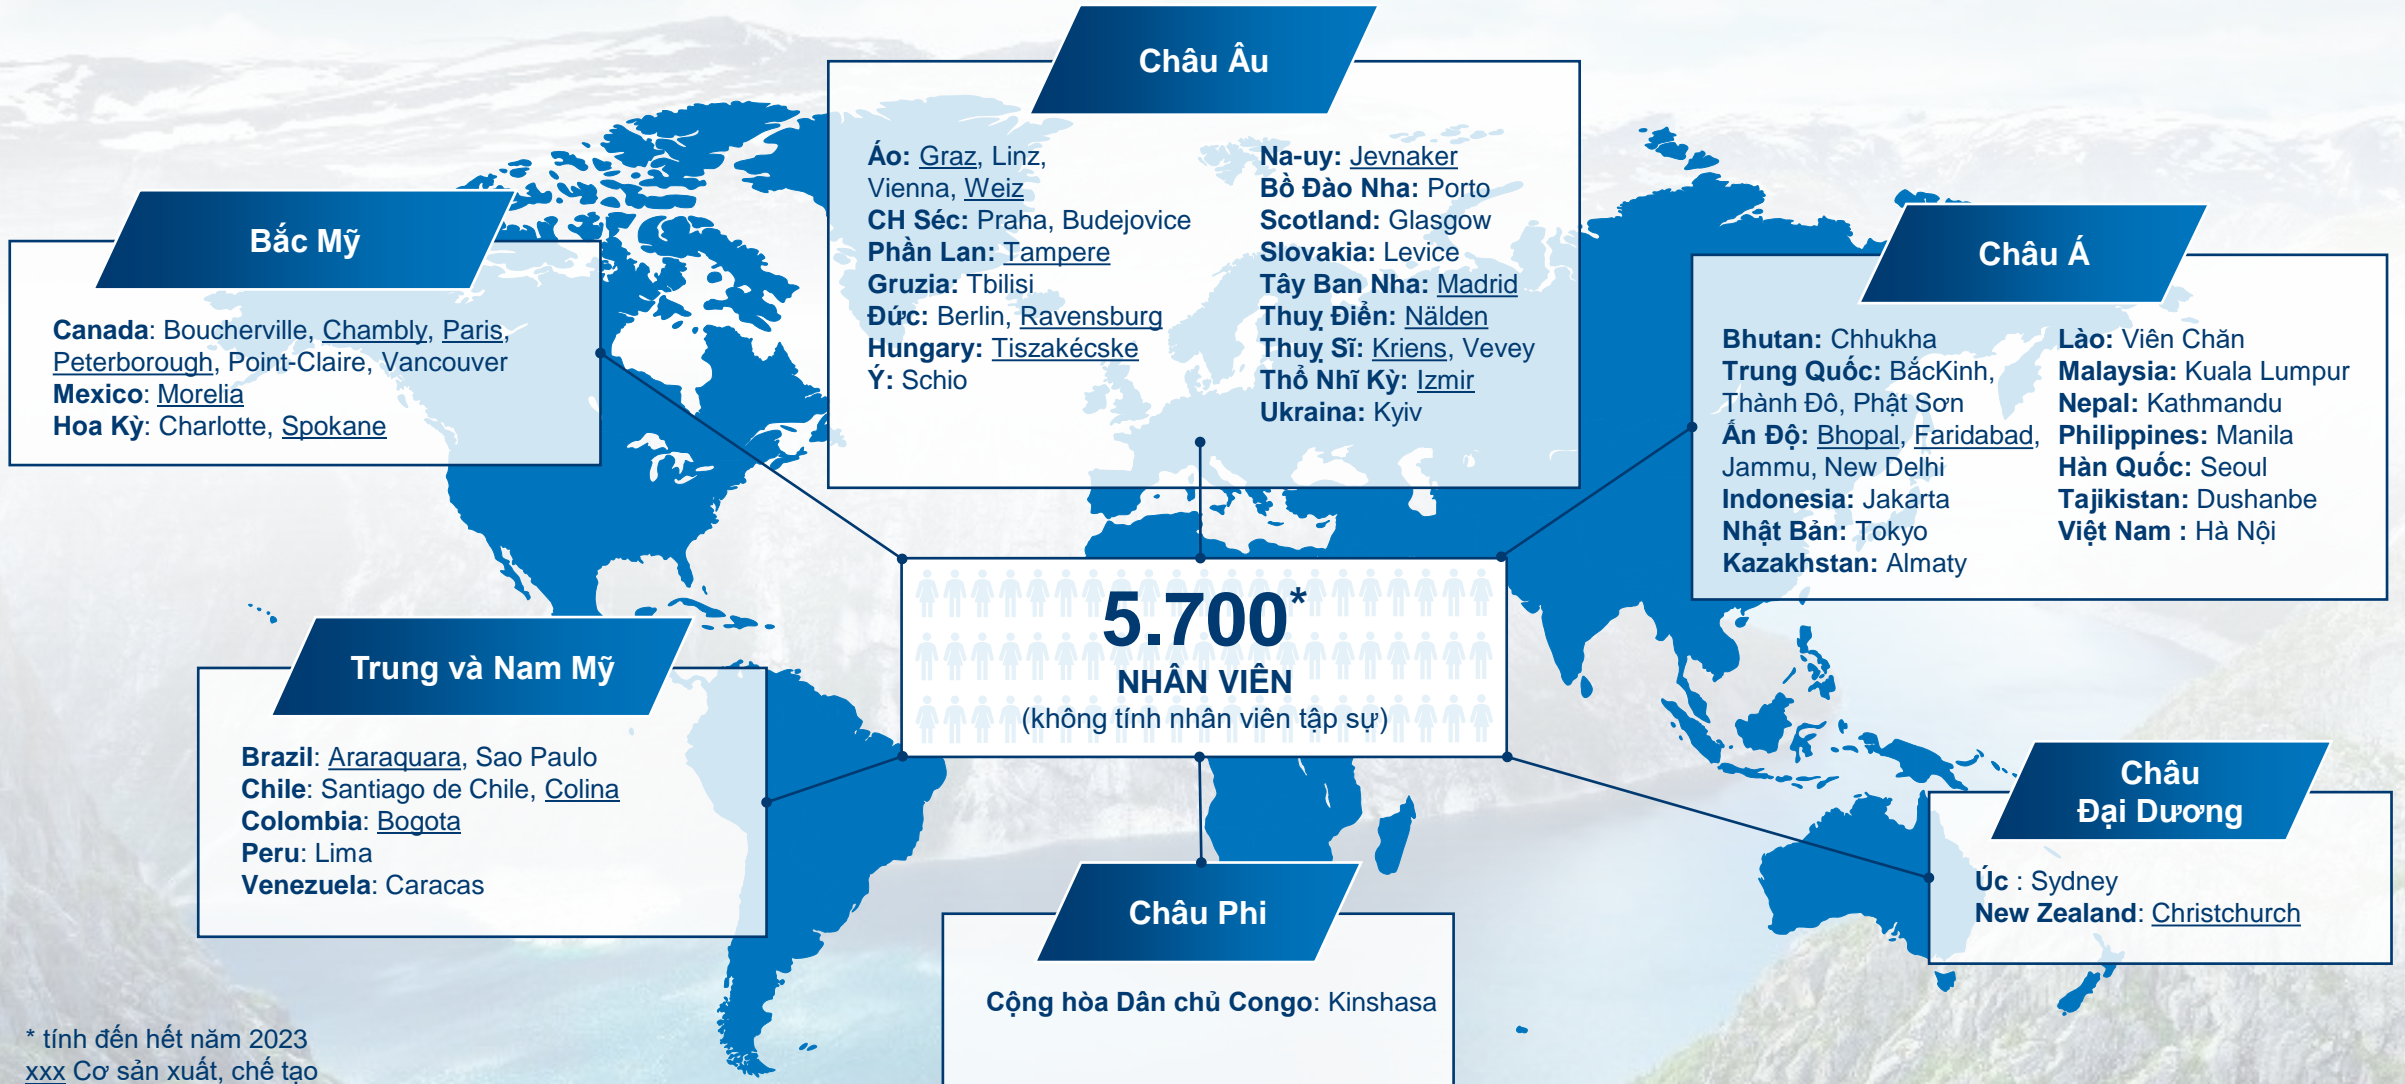 Châu Âu
Áo: Graz, Linz,
Vienna, Weiz
CH Séc: Praha, Budejovice
Phần Lan: Tampere
Gruzia: Tbilisi
Đức: Berlin, Ravensburg
Hungary: Tiszakécske
Ý: Schio
Na-uy: Jevnaker
Bồ Đào Nha: Porto
Scotland: Glasgow
Slovakia: Levice
Tây Ban Nha: Madrid
Thuỵ Điển: Nälden
Thuỵ Sĩ: Kriens, Vevey
Thổ Nhĩ Kỳ: Izmir
Ukraina: Kyiv
Bắc Mỹ
Canada: Boucherville, Chambly, Paris,
Peterborough, Point-Claire, Vancouver
Mexico: Morelia
Hoa Kỳ: Charlotte, Spokane
Châu Á
Bhutan: Chhukha
Trung Quốc: BắcKinh,
Thành Đô, Phật Sơn
Ấn Độ: Bhopal, Faridabad,
Jammu, New Delhi
Indonesia: Jakarta
Nhật Bản: Tokyo
Kazakhstan: Almaty
Lào: Viên Chăn
Malaysia: Kuala Lumpur
Nepal: Kathmandu
Philippines: Manila
Hàn Quốc: Seoul
Tajikistan: Dushanbe
Việt Nam : Hà Nội
5.700*
NHÂN VIÊN
(không tính nhân viên tập sự)
Trung và Nam Mỹ
Brazil: Araraquara, Sao Paulo
Chile: Santiago de Chile, Colina
Colombia: Bogota
Peru: Lima
Venezuela: Caracas
Châu
Đại Dương
Úc : Sydney
New Zealand: Christchurch
Châu Phi
Cộng hòa Dân chủ Congo: Kinshasa
* tính đến hết năm 2023
xxx Cơ sản xuất, chế tạo